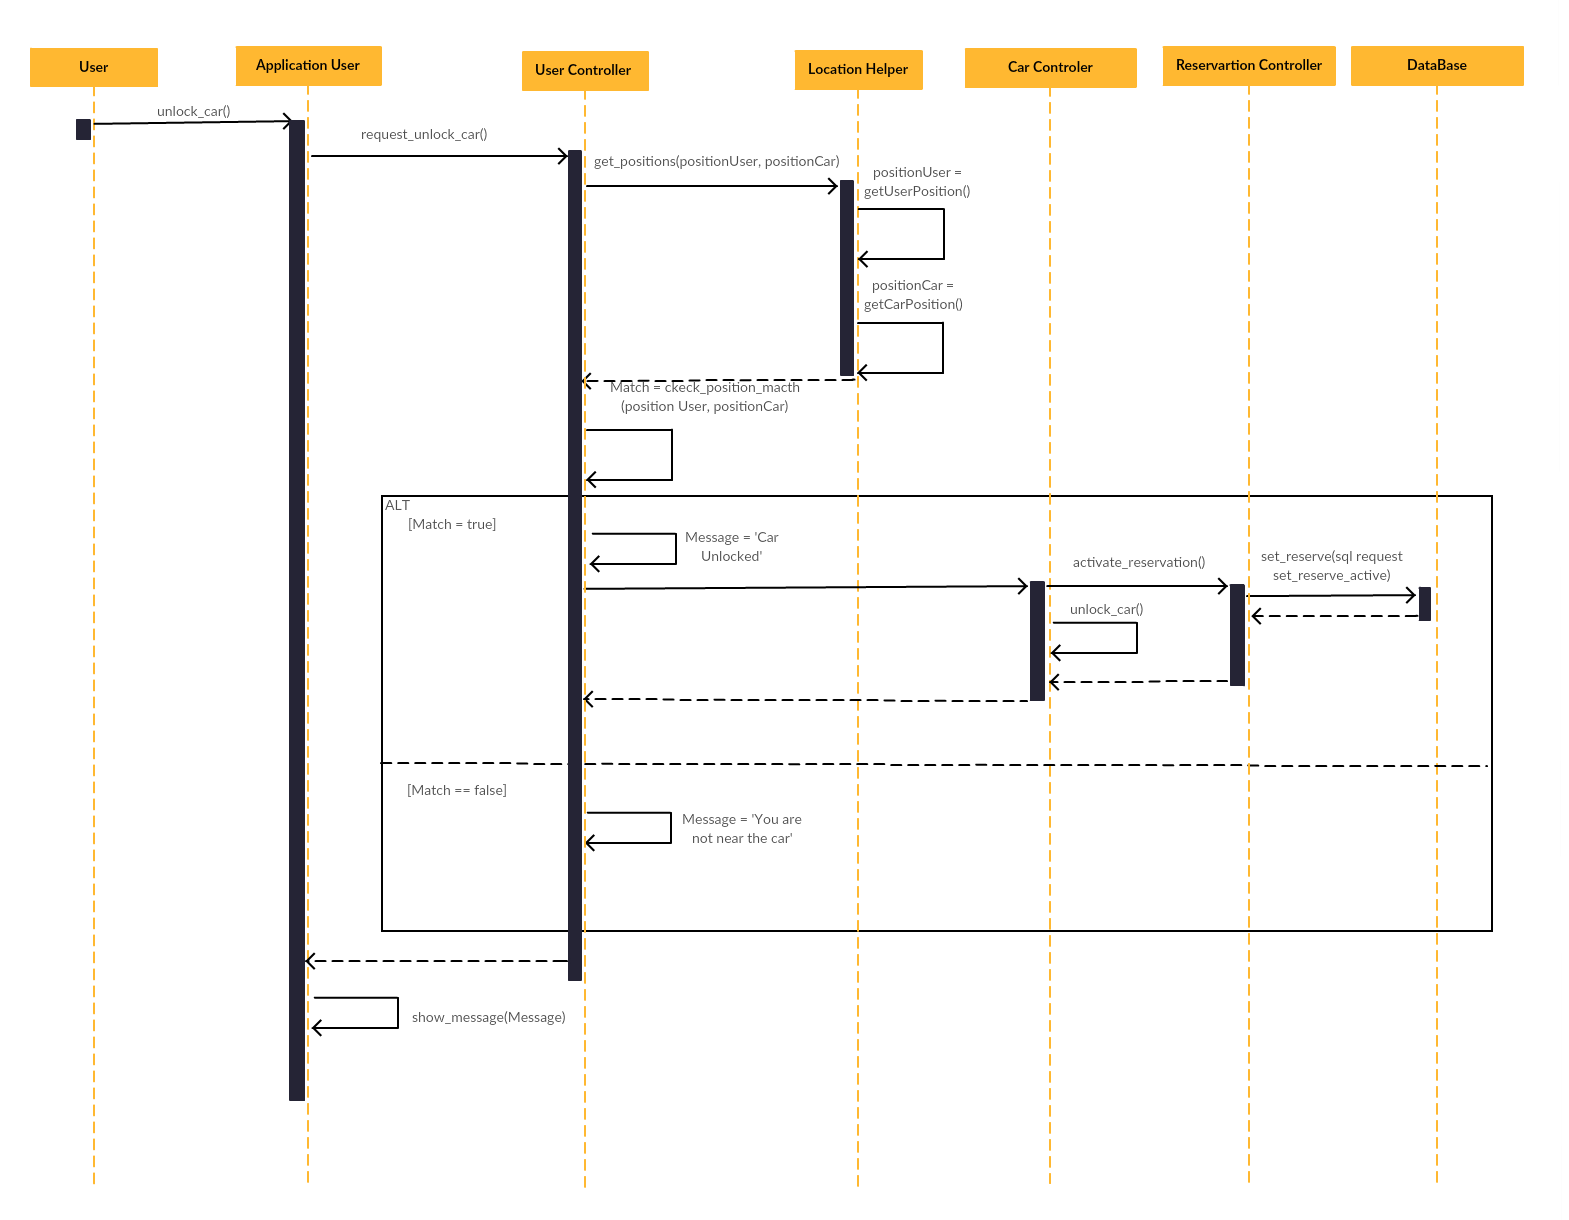 User
Application User
User Controller
Location Helper
Car Controler
Reservartion Controller
DataBase
unlock_car()
request_unlock_car()
get_positions(positionUser, positionCar)
positionUser =
getUserPosition()
positionCar =
getCarPosition()
Match = ckeck_position_macth
(position User, positionCar)
ALT
[Match = true]
Message = 'Car
Unlocked'
activate_reservation()
set_reserve(sql request
set_reserve_active)
unlock_car()
[Match == false]
Message = 'You are
not near the car'
show_message(Message)